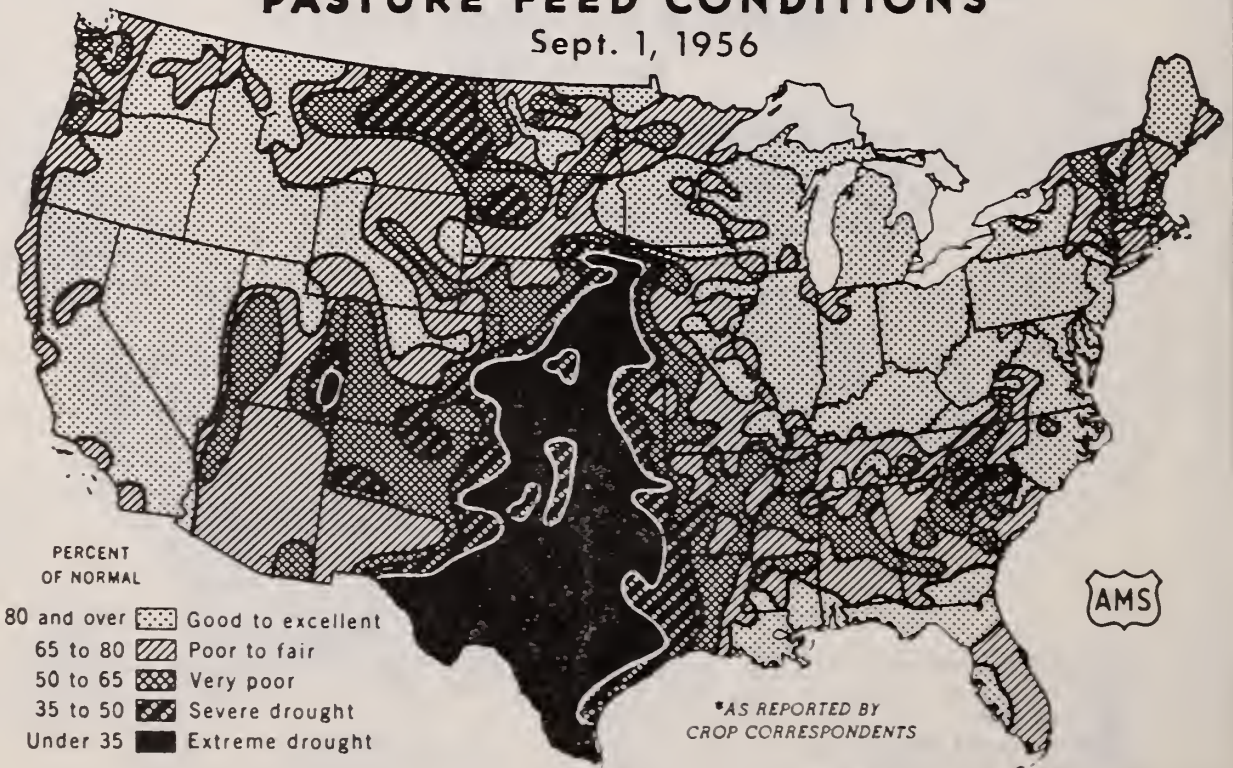 PASTURE FEED CONDITIONS
Sept. 1, 1956
PERCENT
OF NORMAL
80 and over Good to excellent
65 to 80 Poor to fair
50 to 65 Very poor
35 to 50 Severe drought
Under 35 Extreme drought
*AS REPORTED BY
CROP CORRESPONDENTS
AMS